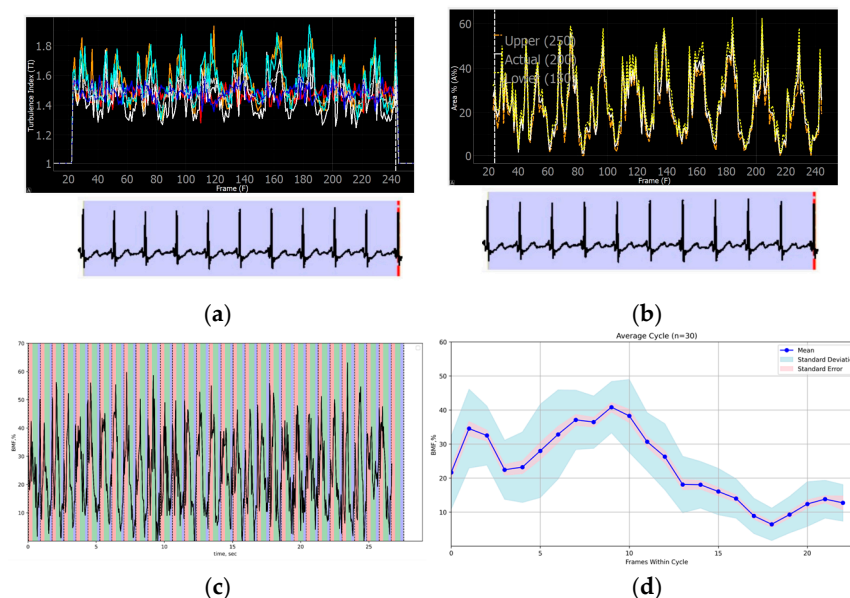 (a)
1.8
1.6
1.4
1.2
1
Turbulence Index (TI)
20 40 60 80 100 120 140 160 180 200 220 240
Frame (F)
(b)
60
40
20
0
Area % (A%)
Upper (250)
Actual (200)
Lower (150)
20 40 60 80 100 120 140 160 180 200 220 240
Frame (F)
(a)
(b)
70
60
50
40
30
20
10
BMF,%
0 5 10 15 20 25
time, sec
(c)
Average Cycle (n=30)
60
50
40
30
20
10
BMF,%
Mean
Standard Deviatio
Standard Error
0 5 10 15 20
Frames Within Cycle
(d)